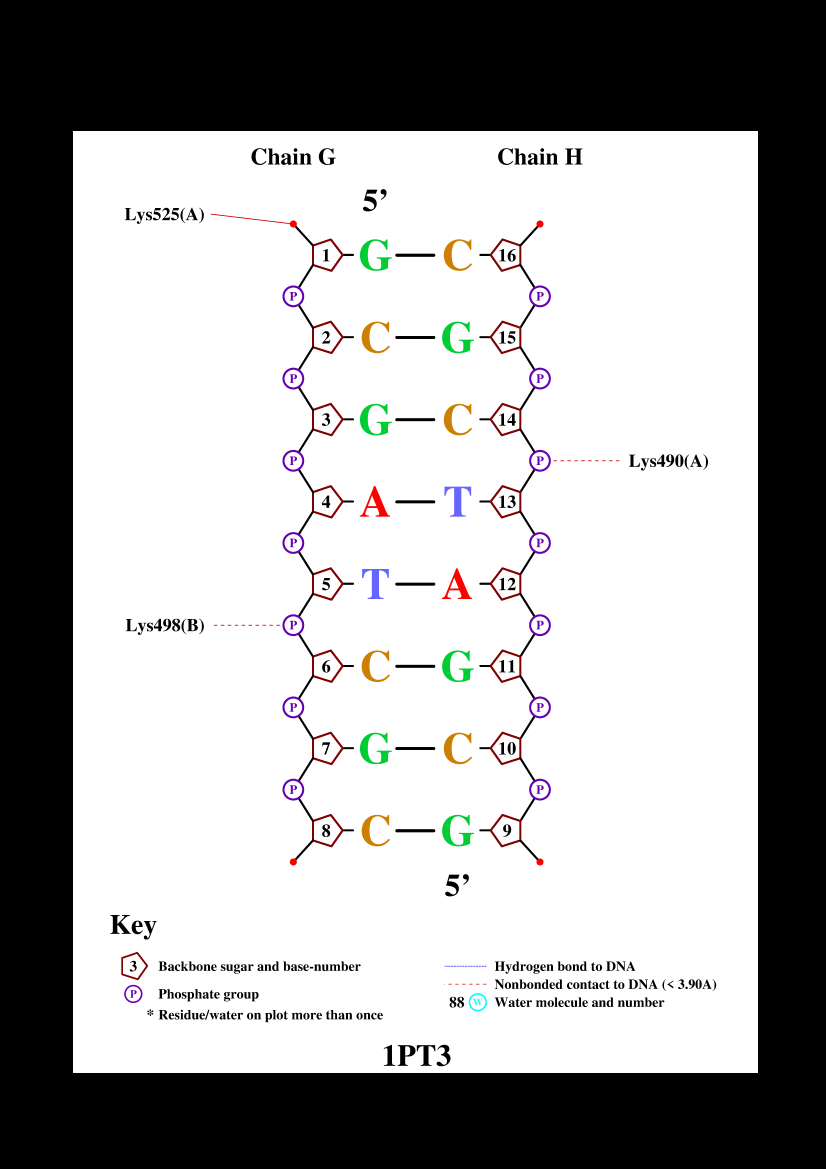 Chain G Chain H
5’
Lys525(A)
1 G C 16
P P
2 C G 15
P P
3 G C 14
P P Lys490(A)
4 A T 13
P P
5 T A 12
Lys498(B) P P
6 C G 11
P P
7 G C 10
P P
8 C G 9
5’
Key
3 Backbone sugar and base-number
P Phosphate group
* Residue/water on plot more than once
Hydrogen bond to DNA
Nonbonded contact to DNA (< 3.90A)
88 W Water molecule and number
1PT3